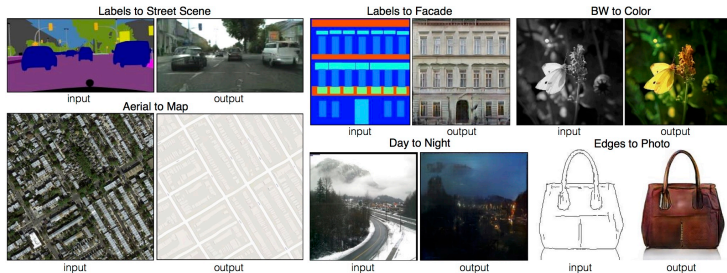 Labels to Street Scene
input
output
Aerial to Map
input
output
Labels to Facade
input
output
BW to Color
input
output
Day to Night
input
output
Edges to Photo
input
output